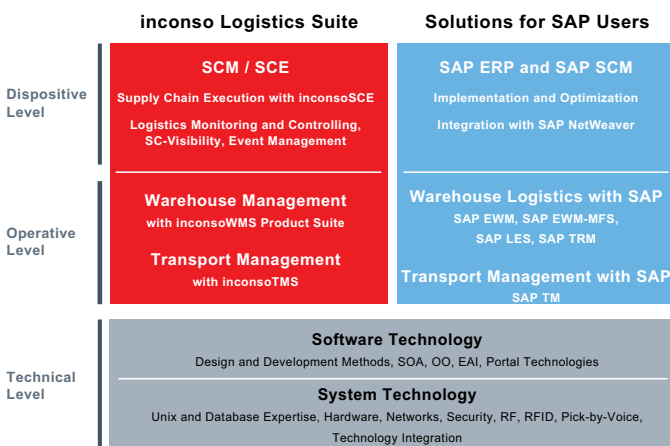 inconso Logistics Suite
Solutions for SAP Users
Dispositive
Level
SCM / SCE
Supply Chain Execution with inconsoSCE
Logistics Monitoring and Controlling,
SC-Visibility, Event Management
SAP ERP and SAP SCM
Implementation and Optimization
Integration with SAP NetWeaver
Operative
Level
Warehouse Management
with inconsoWMS Product Suite
Transport Management
with inconsoTMS
Warehouse Logistics with SAP
SAP EWM, SAP EWM-MFS,
SAP LES, SAP TRM
Transport Management with SAP
SAP TM
Technical
Level
Software Technology
Design and Development Methods, SOA, OO, EAI, Portal Technologies
System Technology
Unix and Database Expertise, Hardware, Networks, Security, RF, RFID, Pick-by-Voice,
Technology Integration